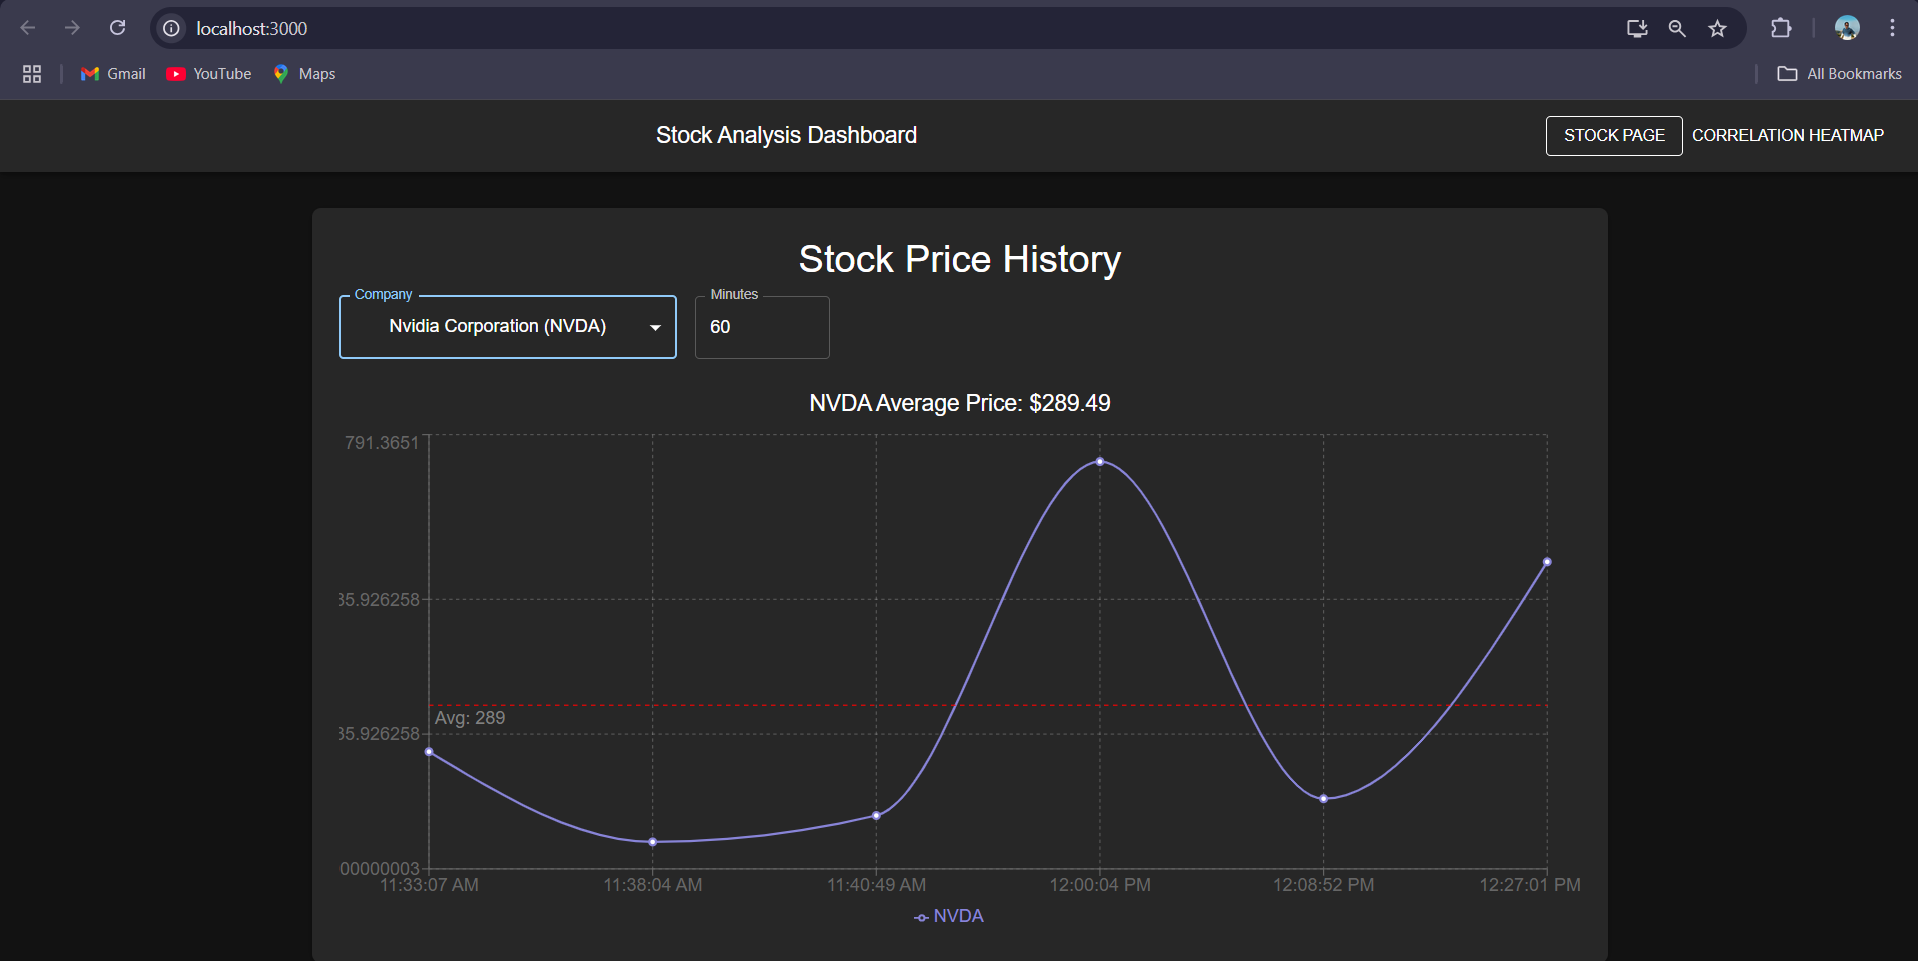 localhost:3000
Gmail YouTube Maps All Bookmarks
Stock Analysis Dashboard STOCK PAGE CORRELATION HEATMAP
Stock Price History
Company Minutes
Nvidia Corporation (NVDA) 60
NVDA Average Price: $289.49
791.3651
35.926258
Avg: 289
35.926258
00000003
11:33:07 AM 11:38:04 AM 11:40:49 AM 12:00:04 PM 12:08:52 PM 12:27:01 PM
NVDA